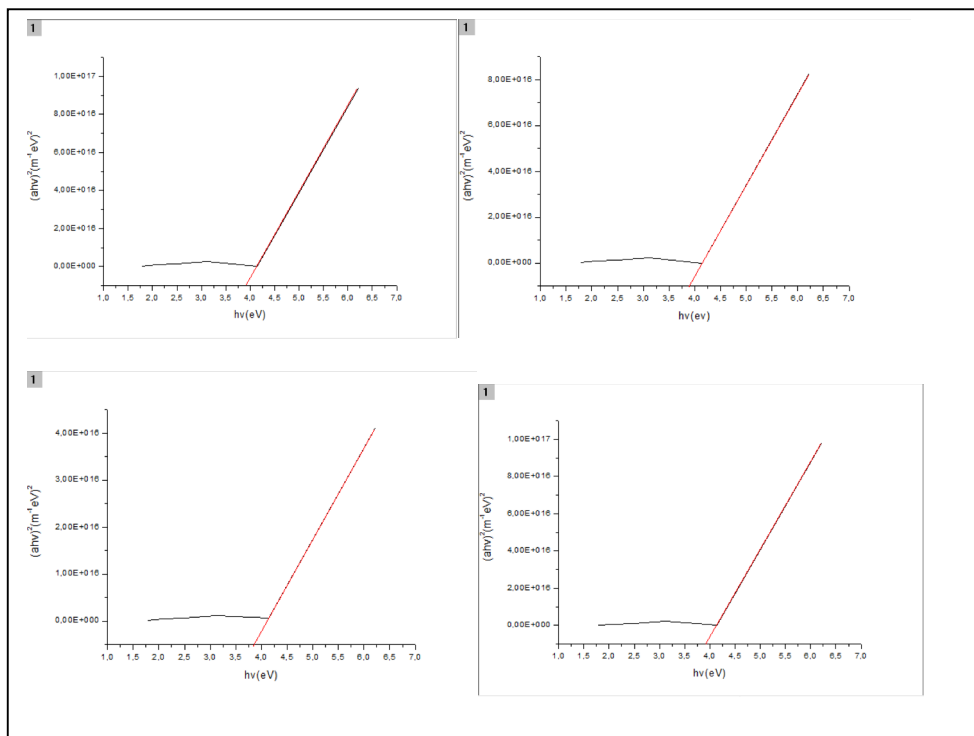 1
1,00E+017
8,00E+016
6,00E+016
4,00E+016
2,00E+016
0,00E+000
(ahv)²(m⁻¹eV)²
1,0 1,5 2,0 2,5 3,0 3,5 4,0 4,5 5,0 5,5 6,0 6,5 7,0
hv(eV)
1
8,00E+016
6,00E+016
4,00E+016
2,00E+016
0,00E+000
(ahv)²(m⁻¹eV)²
1,0 1,5 2,0 2,5 3,0 3,5 4,0 4,5 5,0 5,5 6,0 6,5 7,0
hv(ev)
1
4,00E+016
3,00E+016
2,00E+016
1,00E+016
0,00E+000
(ahv)²(m⁻¹eV)²
1,0 1,5 2,0 2,5 3,0 3,5 4,0 4,5 5,0 5,5 6,0 6,5 7,0
hv(eV)
1
1,00E+017
8,00E+016
6,00E+016
4,00E+016
2,00E+016
0,00E+000
(ahv)²(m⁻¹eV)²
1,0 1,5 2,0 2,5 3,0 3,5 4,0 4,5 5,0 5,5 6,0 6,5 7,0
hv(eV)